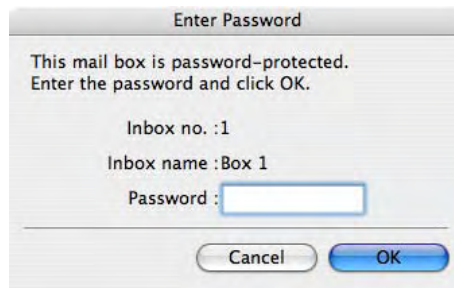 Enter Password
This mail box is password-protected.
Enter the password and click OK.
Inbox no. :1
Inbox name :Box 1
Password :
Cancel
OK